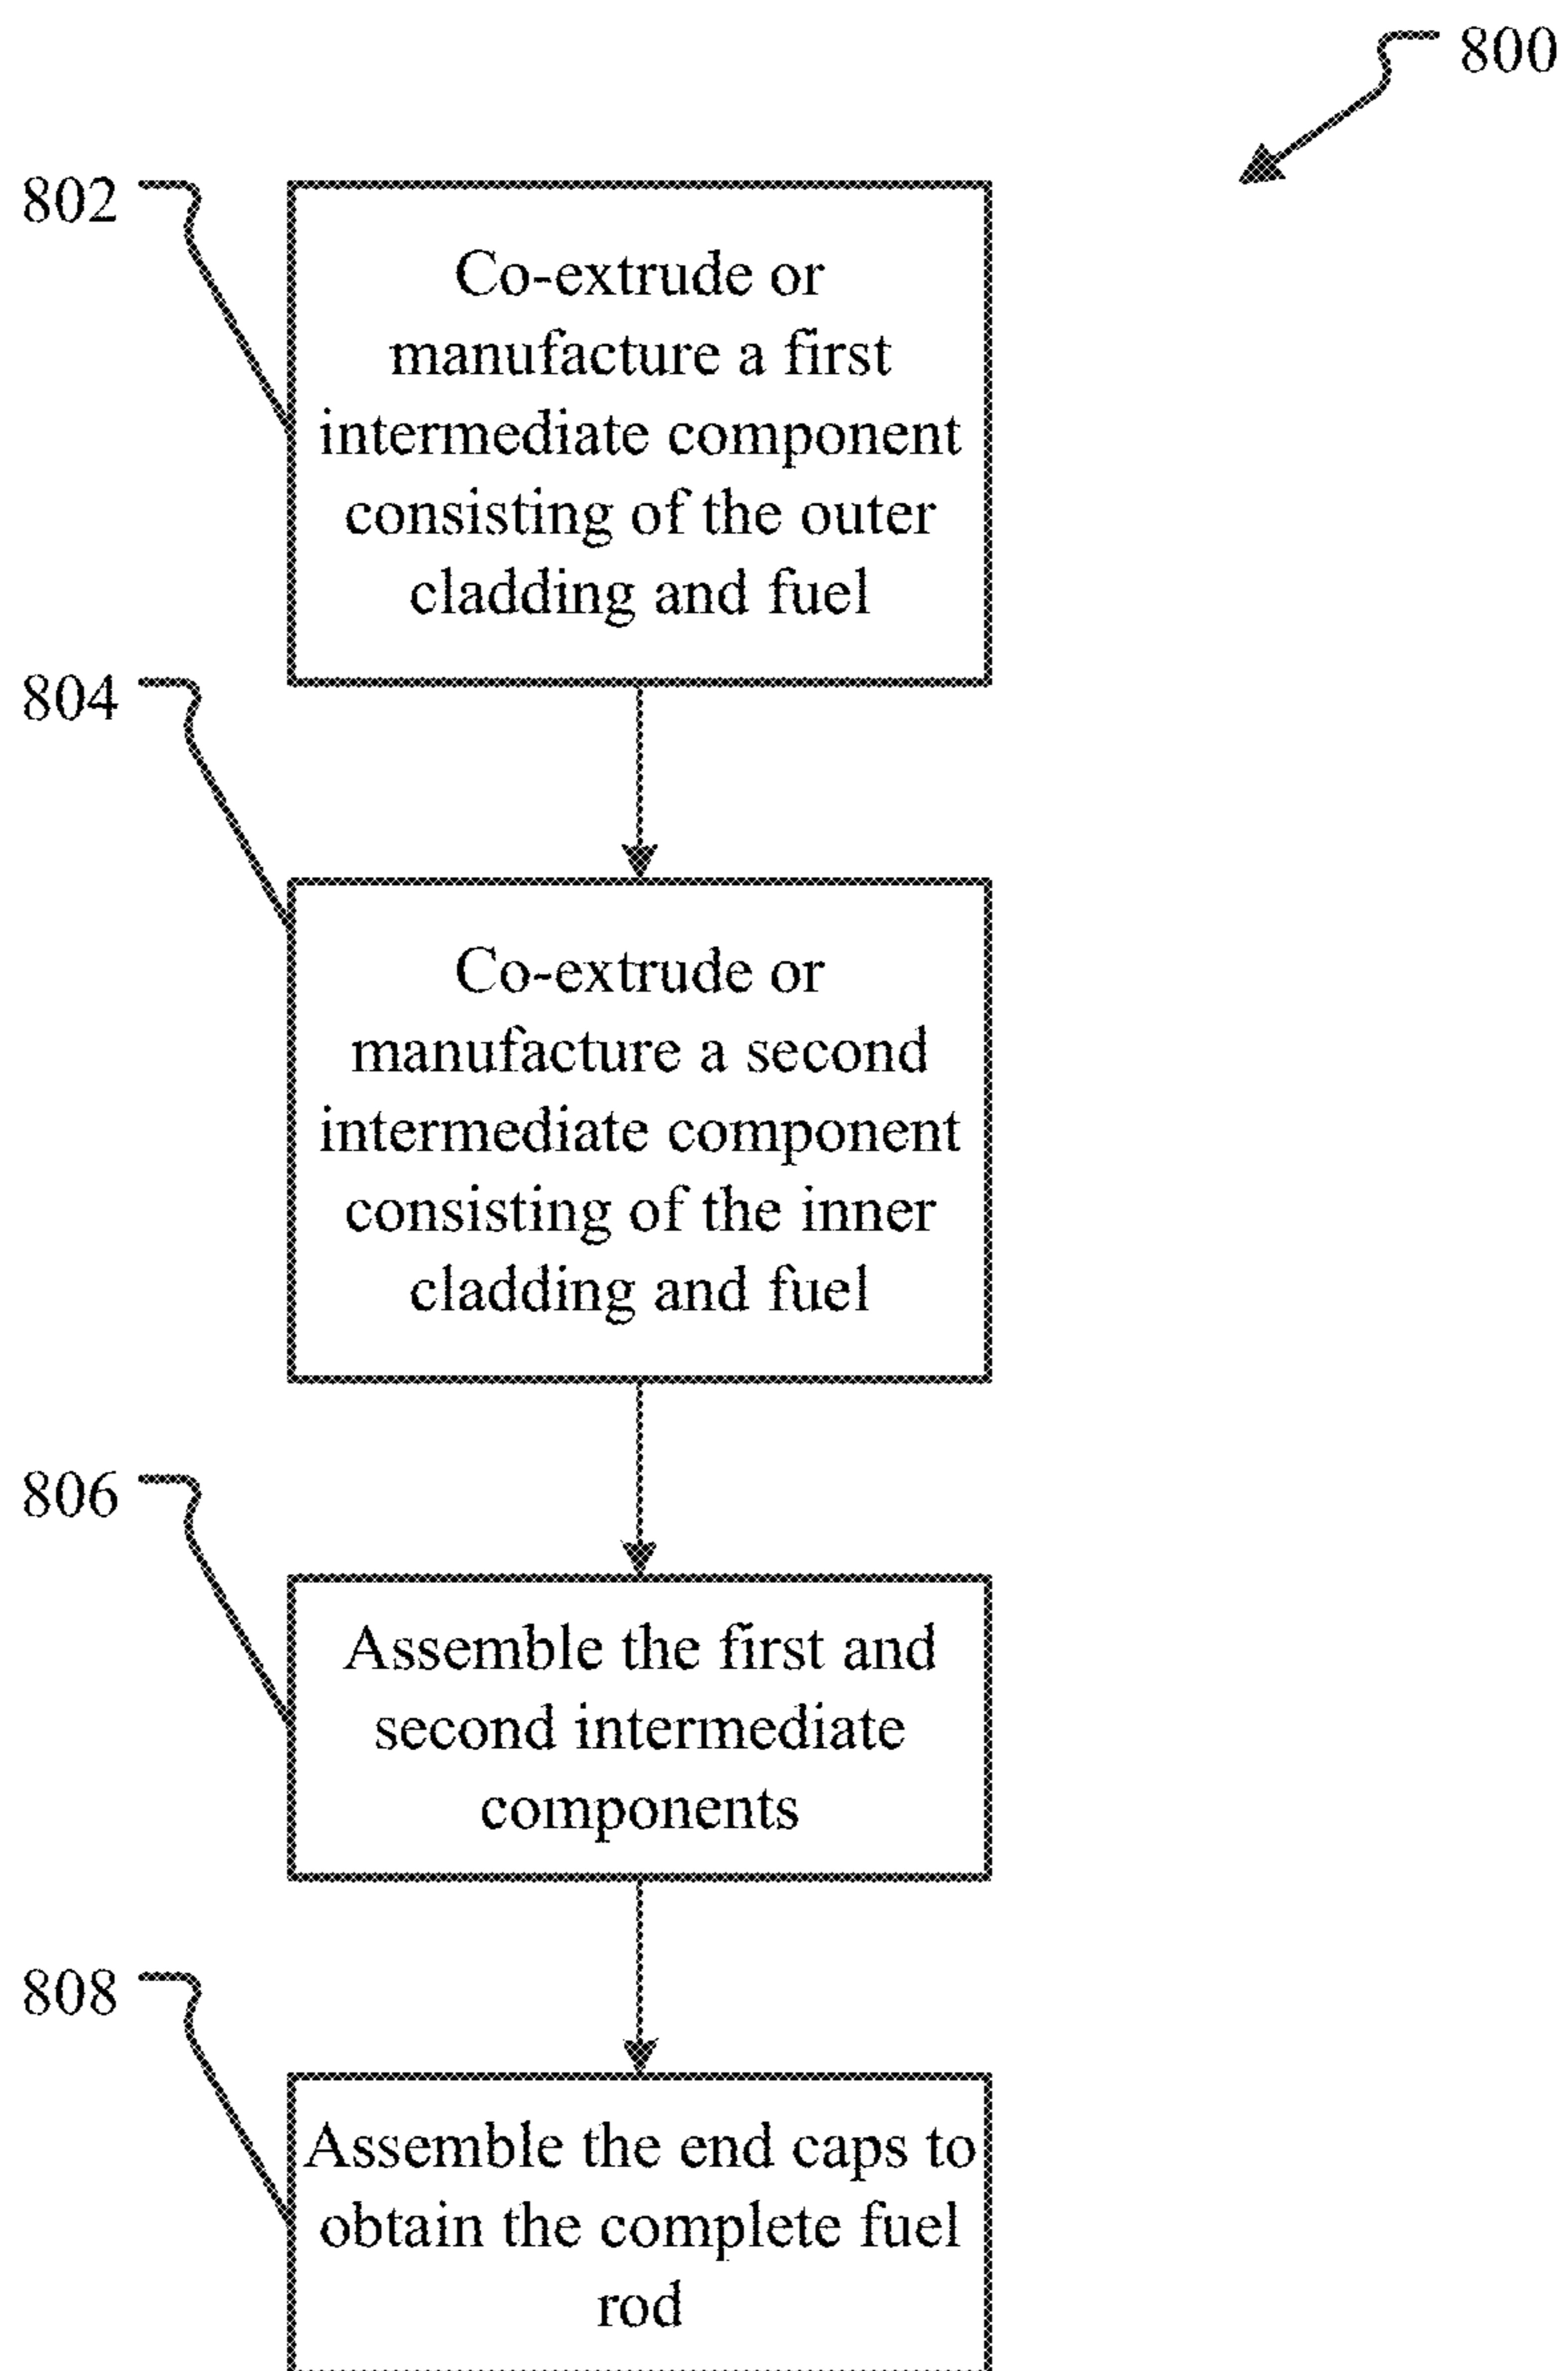 800
802
Co-extrude or
manufacture a first
intermediate component
consisting of the outer
cladding and fuel
804
Co-extrude or
manufacture a second
intermediate component
consisting of the inner
cladding and fuel
806
Assemble the first and
second intermediate
components
808
Assemble the end caps to
obtain the complete fuel
rod